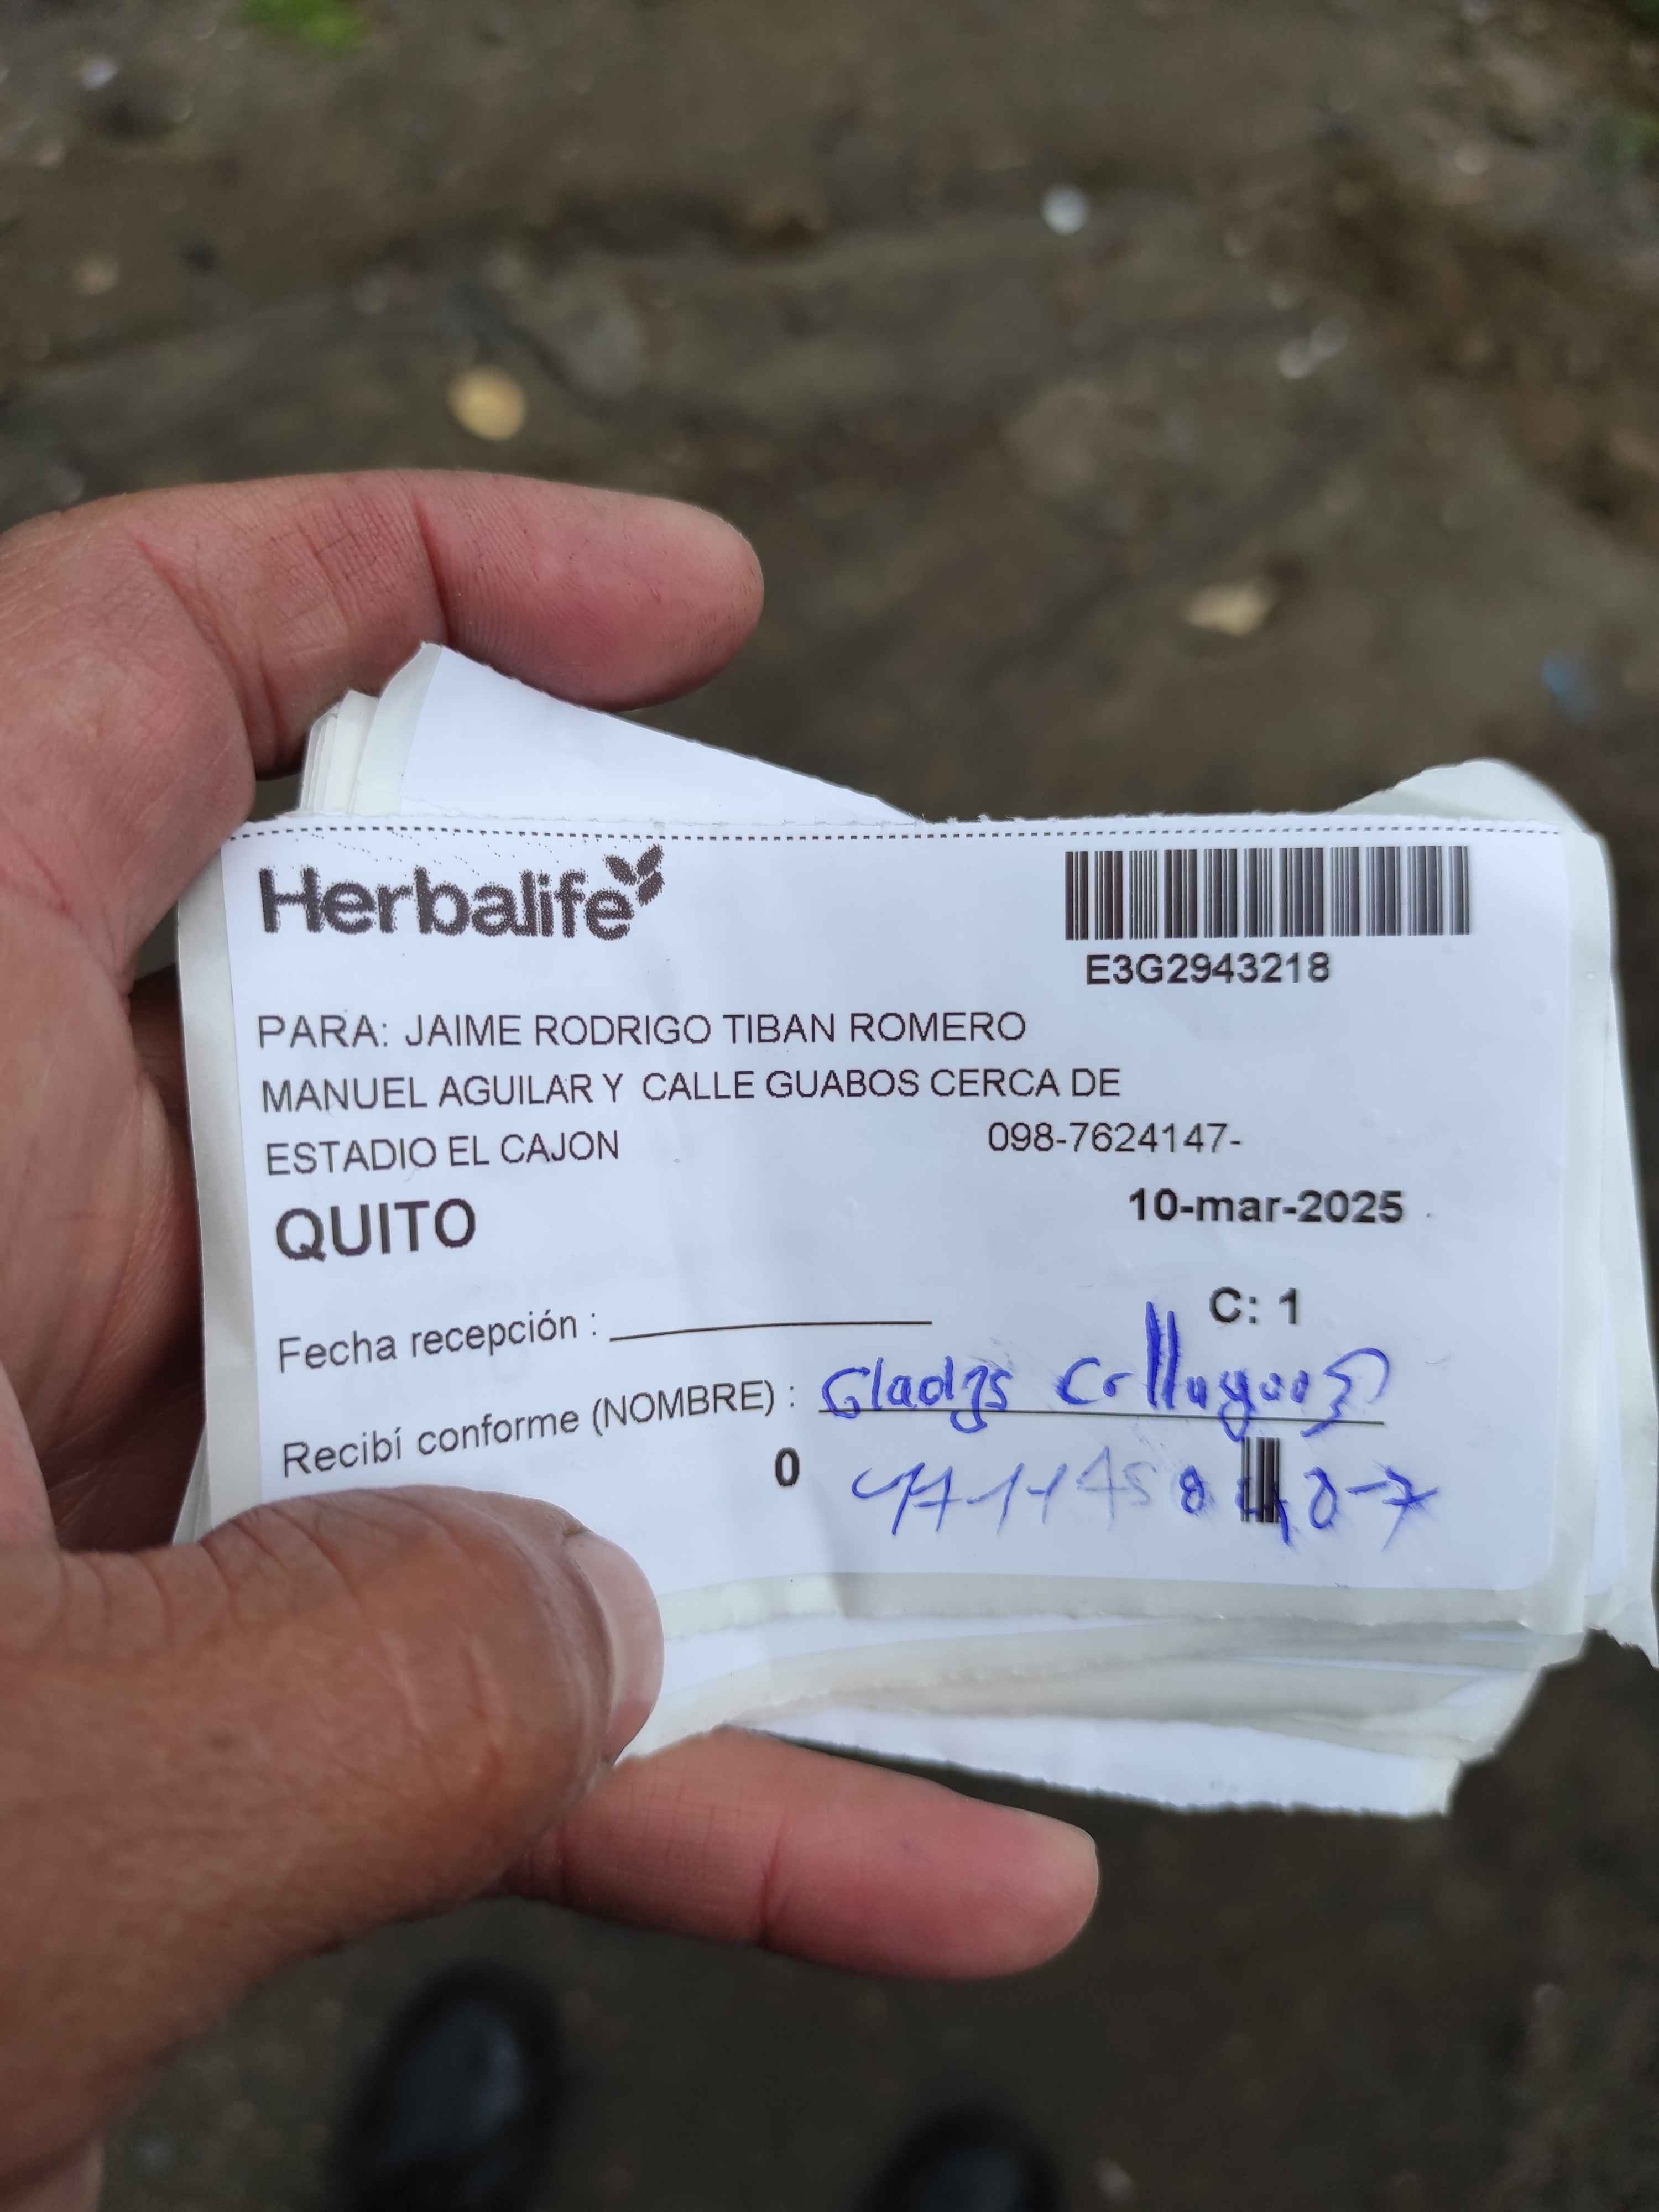 Herbalife
E3G2943218
PARA: JAIME RODRIGO TIBAN ROMERO
MANUEL AGUILAR Y CALLE GUABOS CERCA DE
ESTADIO EL CAJON 098-7624147-
QUITO 10-mar-2025
C: 1
Fecha recepción :
Recibí conforme (NOMBRE) : Gladys
0